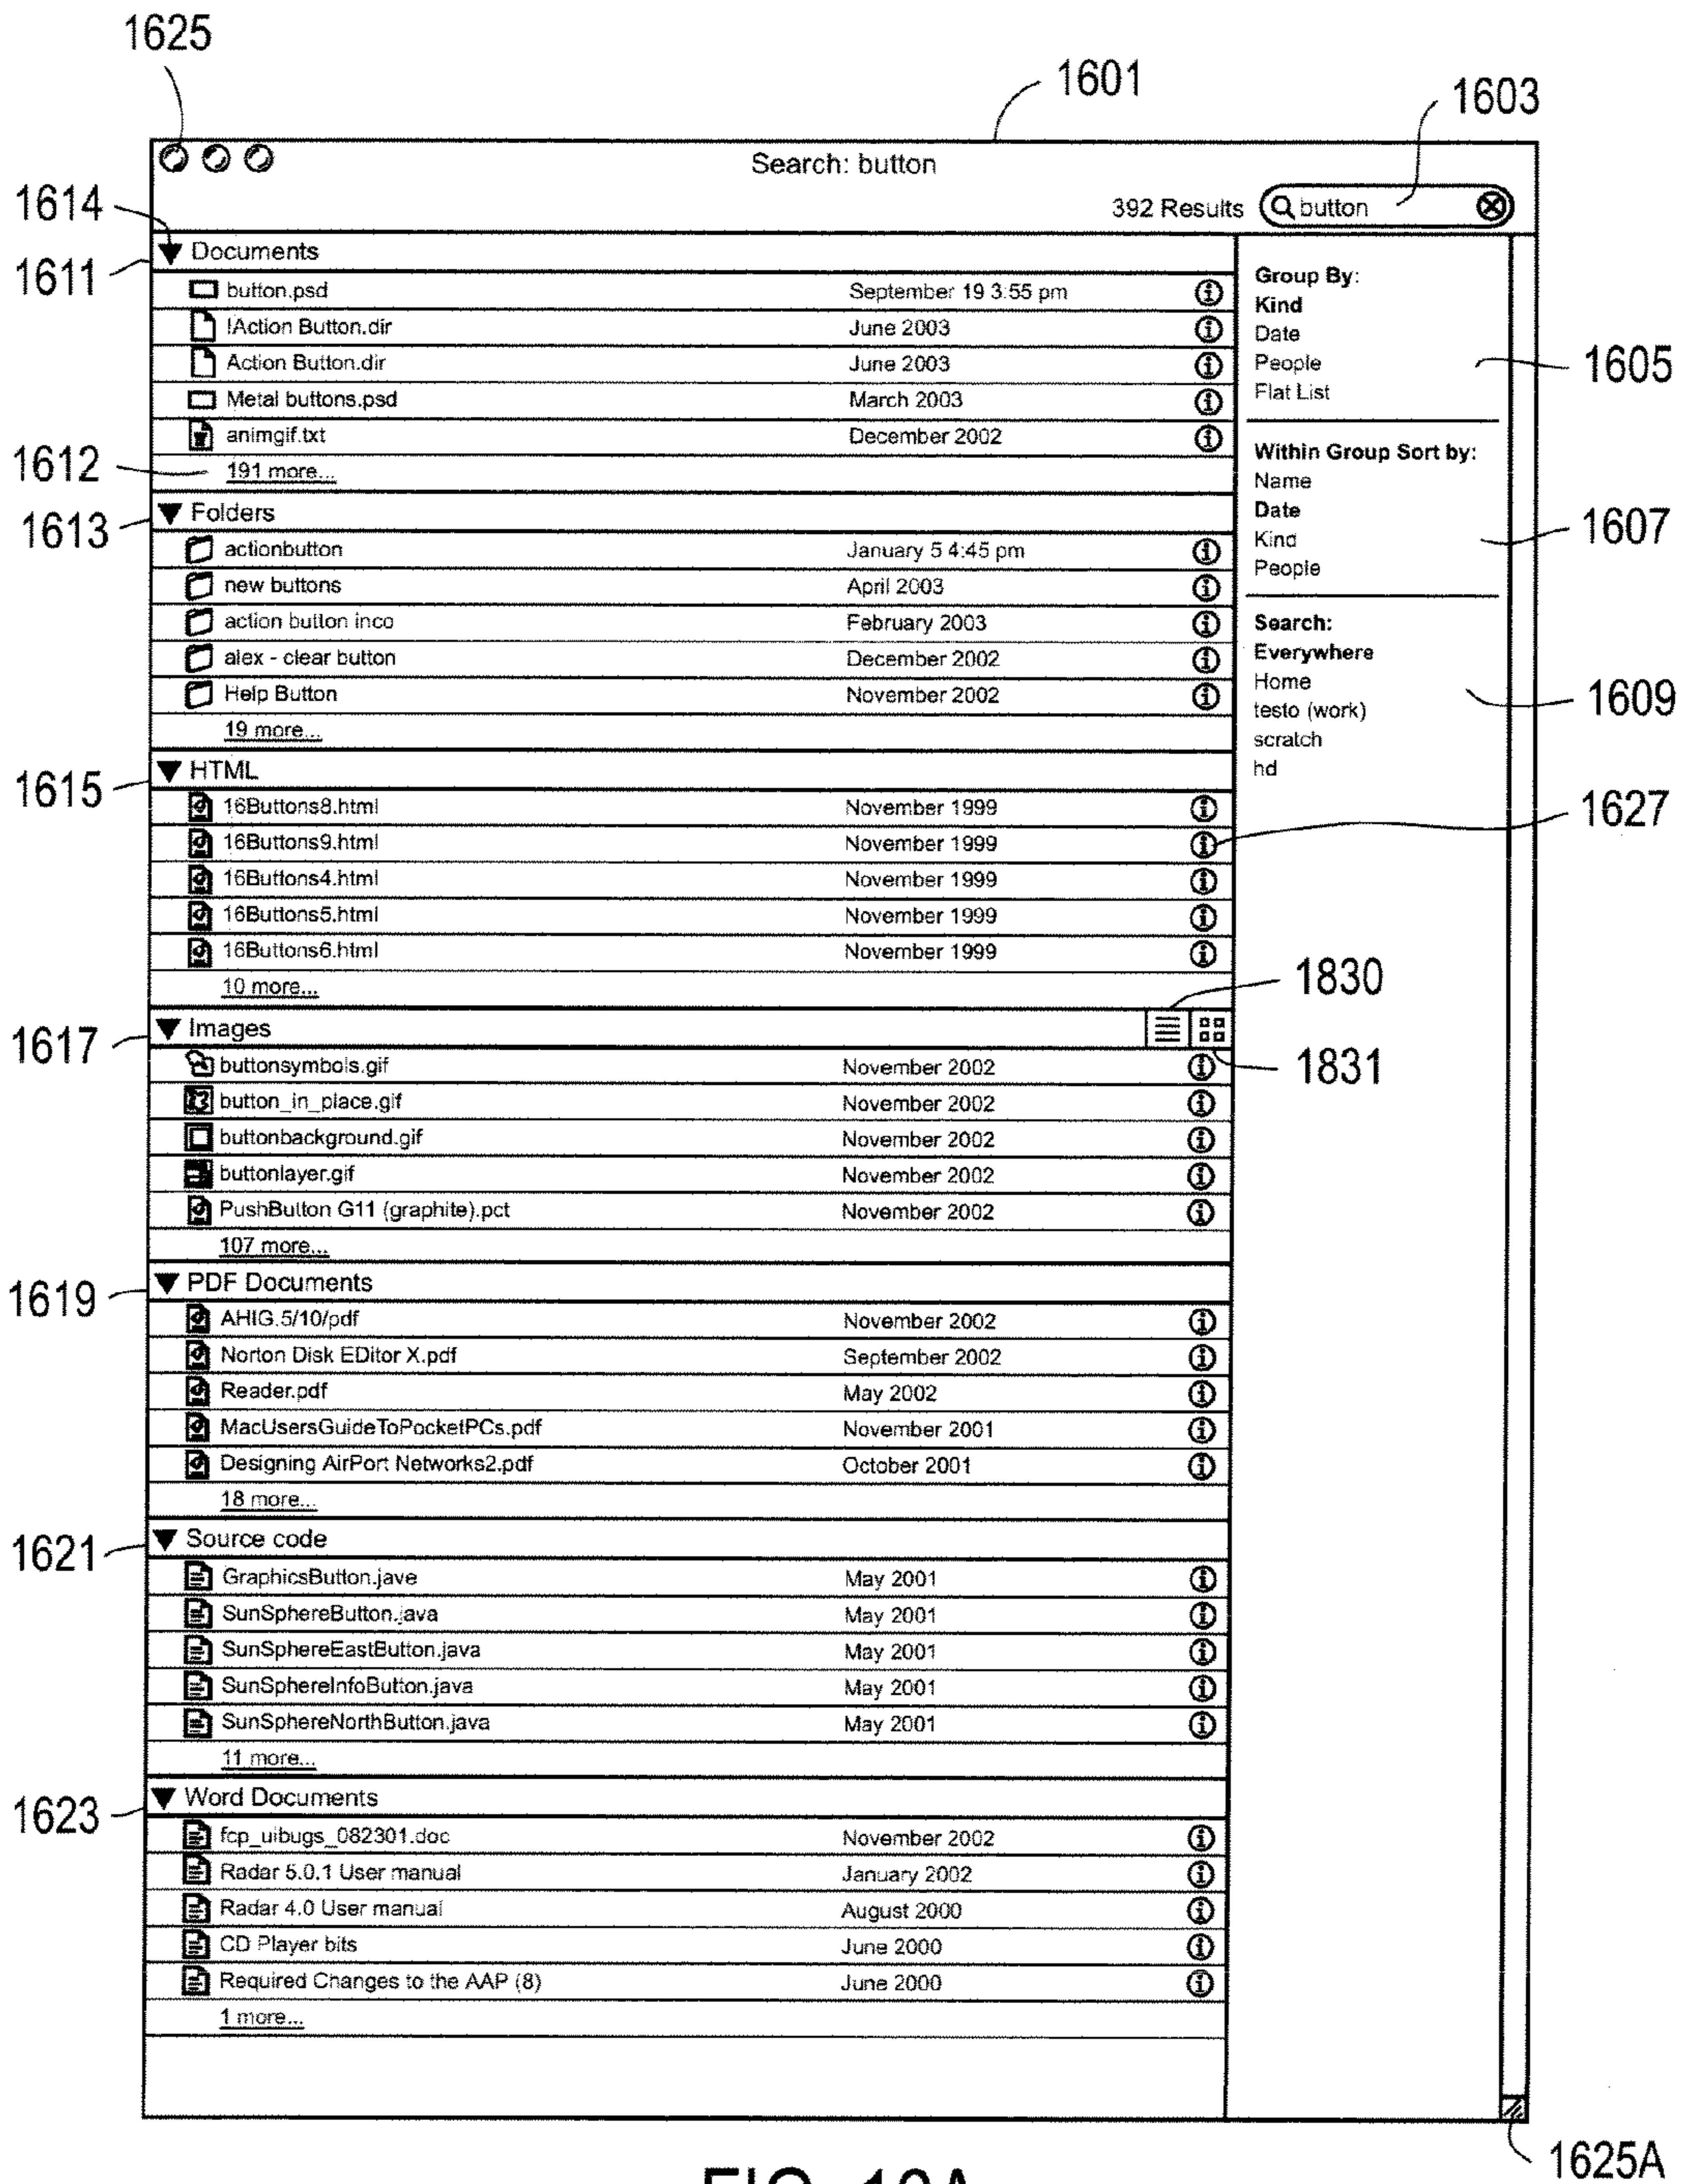 1625
1601
1603
Search: button
1614
392 Results
button
1611
Documents
button.psd September 19 3:55 pm
!Action Button.dir June 2003
Action Button.dir June 2003
Metal buttons.psd March 2003
animgif.txt December 2002
1612
191 more...
1613
Folders
actionbutton January 5 4:45 pm
new buttons April 2003
action button inco February 2003
alex - clear button December 2002
Help Button November 2002
19 more...
1615
HTML
16Buttons8.html November 1999
16Buttons9.html November 1999
16Buttons4.html November 1999
16Buttons5.html November 1999
16Buttons6.html November 1999
10 more...
1617
Images
buttonsymbols.gif November 2002
button_in_place.gif November 2002
buttonbackground.gif November 2002
buttonlayer.gif November 2002
PushButton G11 (graphite).pct November 2002
107 more...
1619
PDF Documents
AHIG.5/10/pdf November 2002
Norton Disk EDitor X.pdf September 2002
Reader.pdf May 2002
MacUsersGuideToPocketPCs.pdf November 2001
Designing AirPort Networks2.pdf October 2001
18 more...
1621
Source code
GraphicsButton.jave May 2001
SunSphereButton.java May 2001
SunSphereEastButton.java May 2001
SunSphereInfoButton.java May 2001
SunSphereNorthButton.java May 2001
11 more...
1623
Word Documents
fcp_uibugs_082301.doc November 2002
Radar 5.0.1 User manual January 2002
Radar 4.0 User manual August 2000
CD Player bits June 2000
Required Changes to the AAP (8) June 2000
1 more...
Group By:
Kind
Date
People
Flat List
1605
Within Group Sort by:
Name
Date
Kind
People
1607
Search:
Everywhere
Home
testo (work)
scratch
hd
1609
1627
1830
1831
1625A